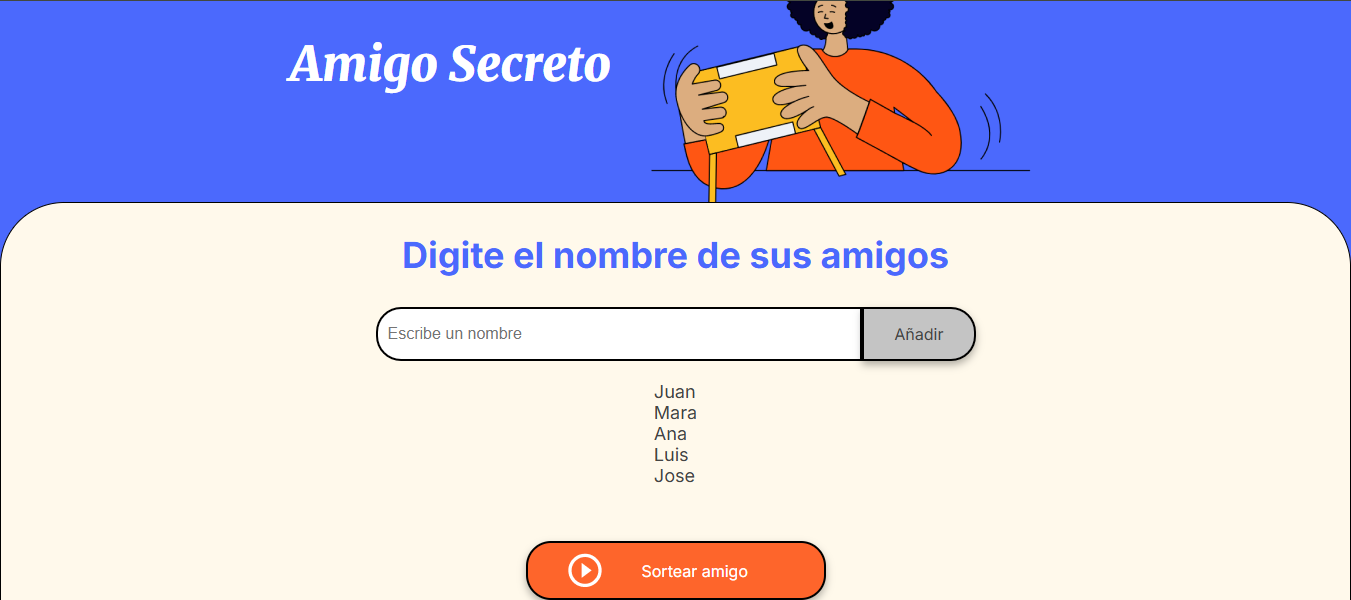 Amigo Secreto
Digite el nombre de sus amigos
Escribe un nombre
Añadir
Juan
Mara
Ana
Luis
Jose
Sortear amigo